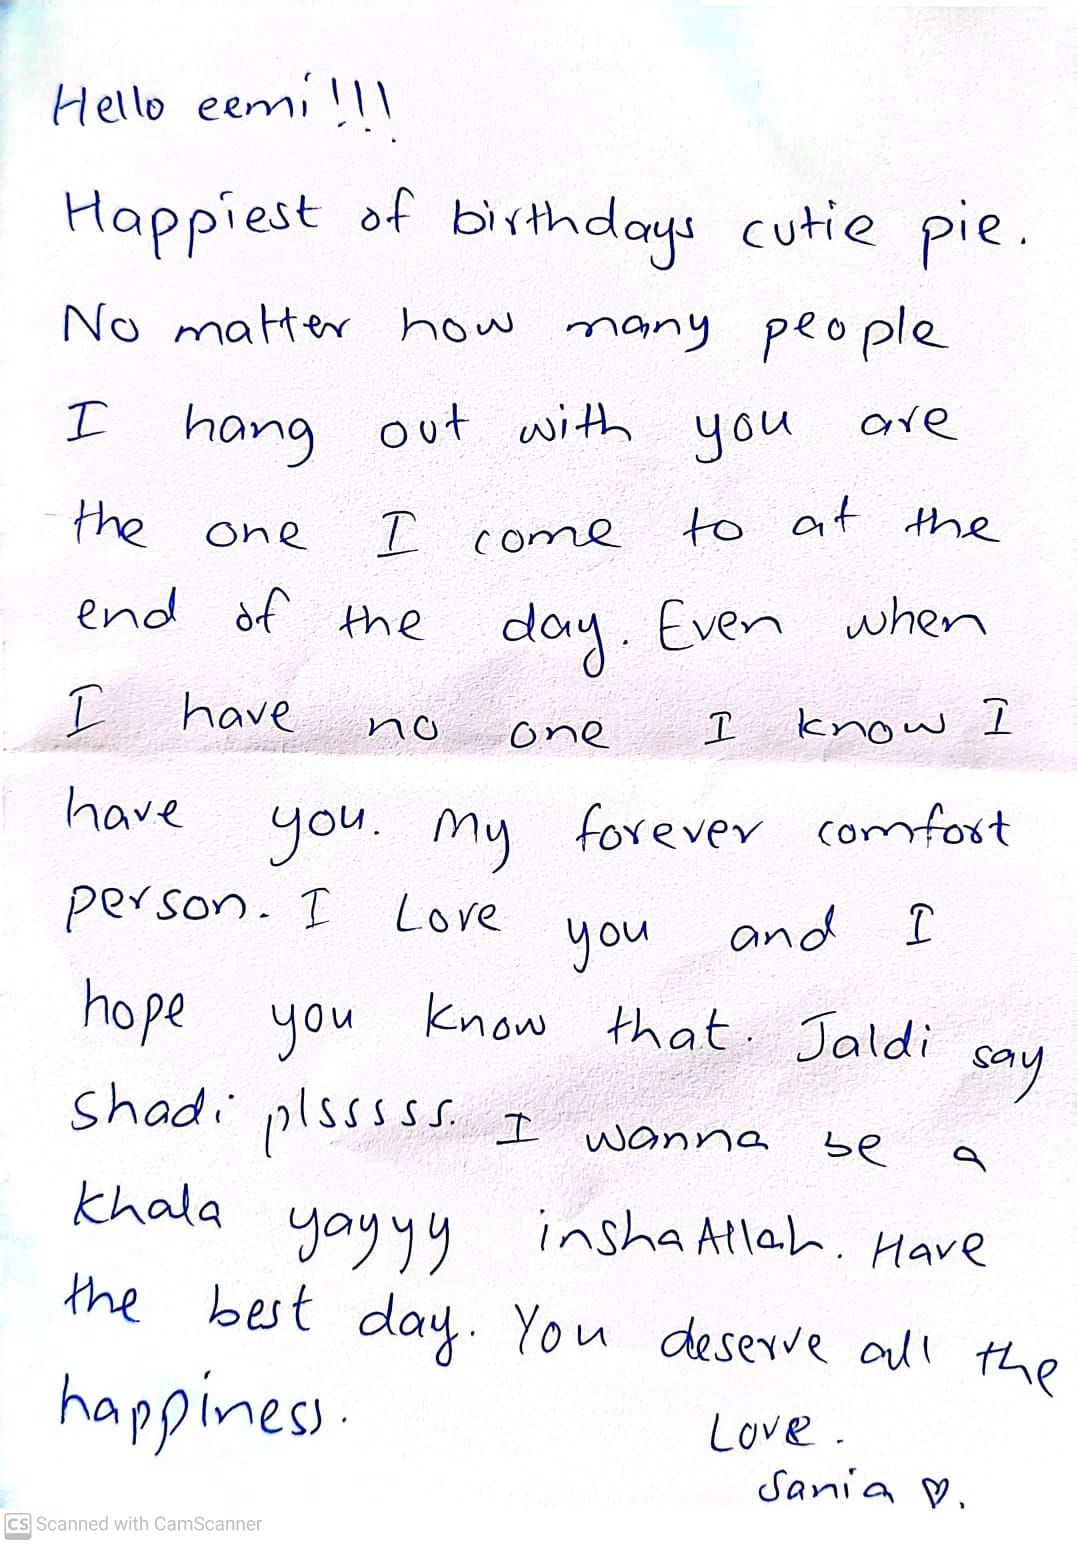 Hello eemi!!!
Happiest of birthdays cutie pie.
No matter how many people
I hang out with you are
the one I come to at the
end of the day. Even when
I have no one I know I
have you. My forever comfort
person. I Love you and I
hope you know that. Jaldi say
Shadi plsssss. I wanna be a
Khala yayyy inshaAllah. Have
the best day. You deserve all the
happiness.
Love.
Sania ♡.
CS Scanned with CamScanner